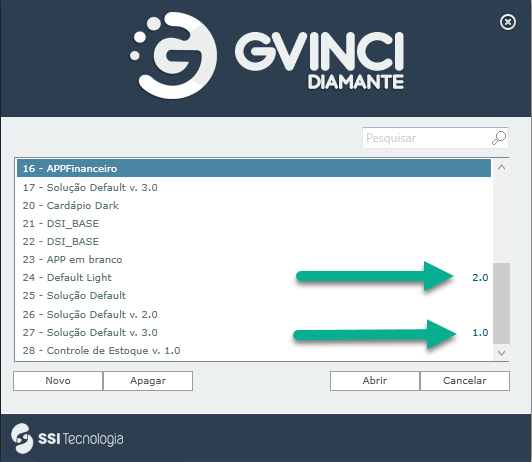 GVINCI
DIAMANTE
Pesquisar
16 - APPFinanceiro
17 - Solução Default v. 3.0
20 - Cardápio Dark
21 - DSI_BASE
22 - DSI_BASE
23 - APP em branco
24 - Default Light 2.0
25 - Solução Default
26 - Solução Default v. 2.0
27 - Solução Default v. 3.0 1.0
28 - Controle de Estoque v. 1.0
Novo Apagar Abrir Cancelar
SSI Tecnologia